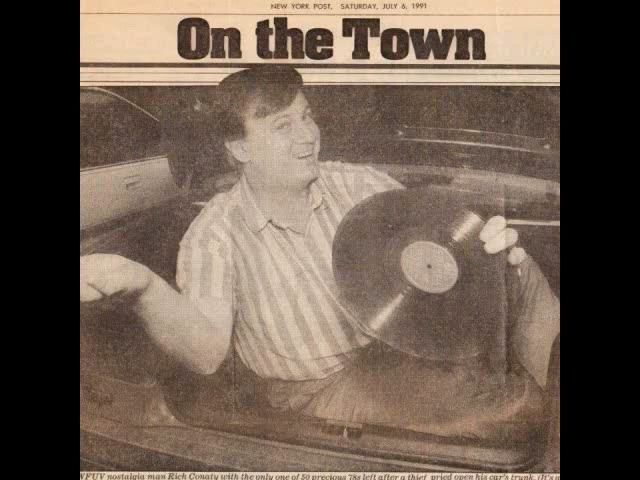 NEW YORK POST, SATURDAY, JULY 6, 1991
On the Town
WFUV nostalgia man Rich Conaty with the only one of 50 precious 78s left after a thief pried open his car's trunk. (It's